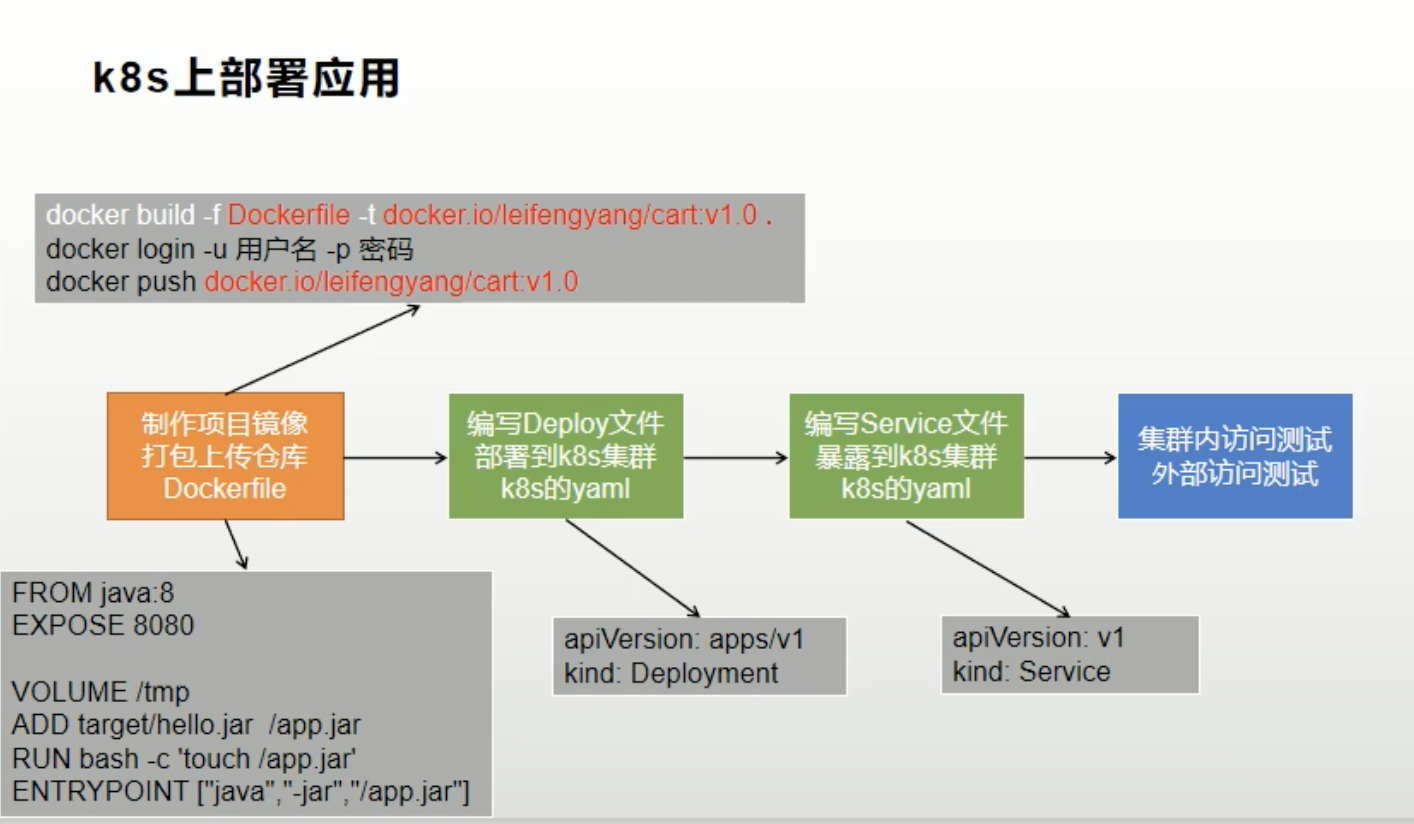 k8s上部署应用
docker build -f Dockerfile -t docker.io/leifengyang/cart:v1.0 .
docker login -u 用户名 -p 密码
docker push docker.io/leifengyang/cart:v1.0
制作项目镜像
打包上传仓库
Dockerfile
编写Deploy文件
部署到k8s集群
k8s的yaml
编写Service文件
暴露到k8s集群
k8s的yaml
集群内访问测试
外部访问测试
FROM java:8
EXPOSE 8080
VOLUME /tmp
ADD target/hello.jar  /app.jar
RUN bash -c 'touch /app.jar'
ENTRYPOINT ["java","-jar","/app.jar"]
apiVersion: apps/v1
kind: Deployment
apiVersion: v1
kind: Service